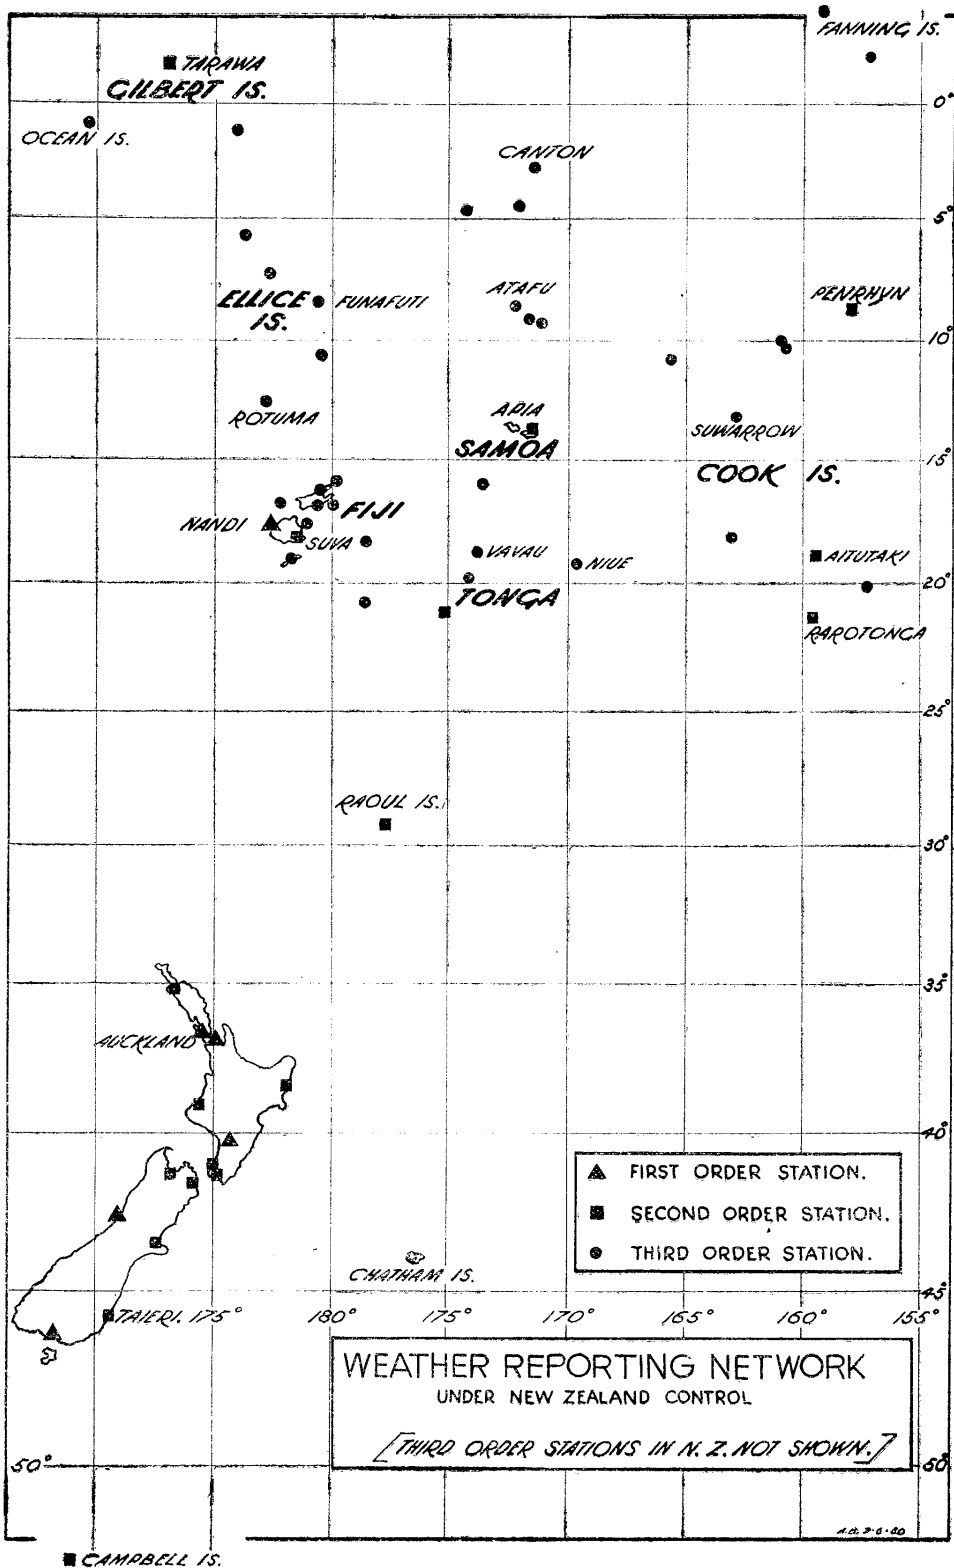 FANNING IS.
TARAWA
GILBERT IS.
0°
OCEAN IS.
CANTON
5°
ATAFU
PENRHYN
ELLICE IS.
FUNAFUTI
10°
ROTUMA
APIA
SUWARROW
SAMOA
15°
COOK IS.
FIJI
NANDI
SUVA
VAVAU
NIUE
AITUTAKI
20°
TONGA
RAROTONGA
25°
RAOUL IS.
30°
35°
AUCKLAND
40°
FIRST ORDER STATION.
SECOND ORDER STATION.
THIRD ORDER STATION.
CHATHAM IS.
45°
TAIERI. 175° 180° 175° 170° 165° 160° 155°
WEATHER REPORTING NETWORK
UNDER NEW ZEALAND CONTROL
[THIRD ORDER STATIONS IN N.Z. NOT SHOWN.]
50° 50°
CAMPBELL IS.